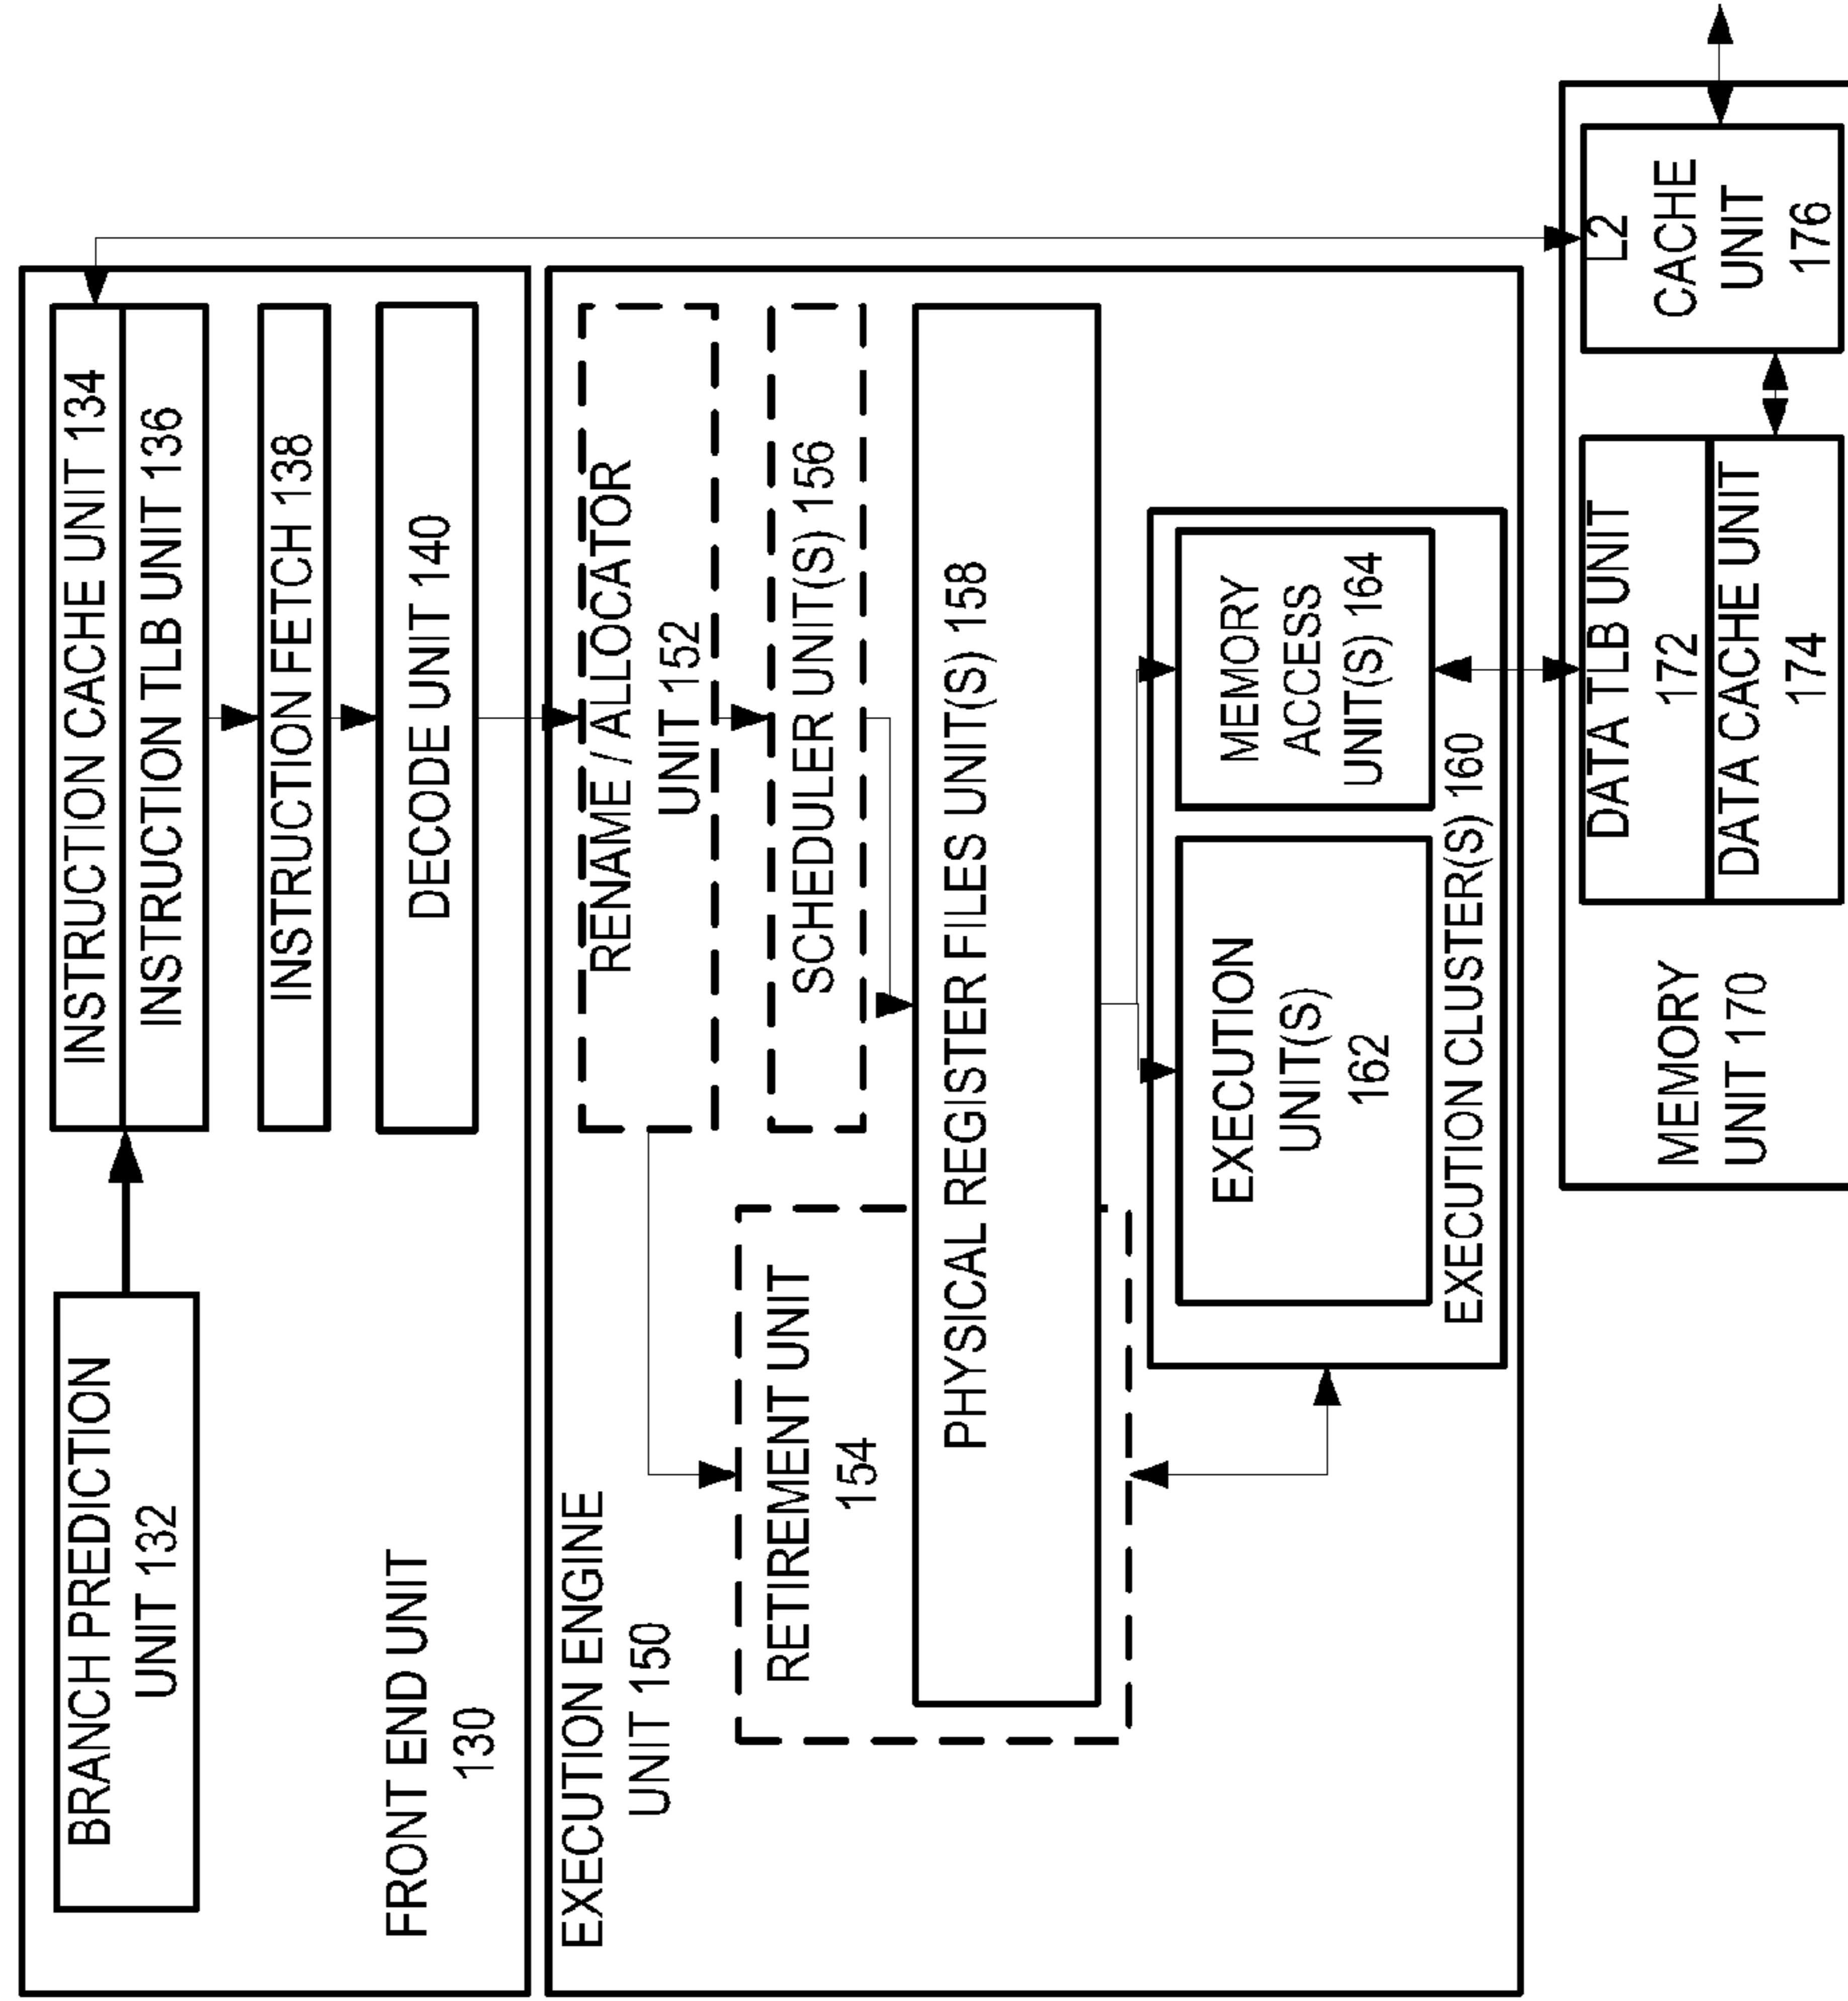 BRANCH PREDICTION
UNIT 132
INSTRUCTION CACHE UNIT 134
INSTRUCTION TLB UNIT 136
INSTRUCTION FETCH 138
DECODE UNIT 140
FRONT END UNIT
130
EXECUTION ENGINE
UNIT 150
RENAME / ALLOCATOR
UNIT 152
RETIREMENT UNIT
154
SCHEDULER UNIT(S) 156
PHYSICAL REGISTER FILES UNIT(S) 158
EXECUTION
UNIT(S)
162
MEMORY
ACCESS
UNIT(S) 164
EXECUTION CLUSTER(S) 160
MEMORY
UNIT 170
DATA TLB UNIT
172
DATA CACHE UNIT
174
L2
CACHE
UNIT
176